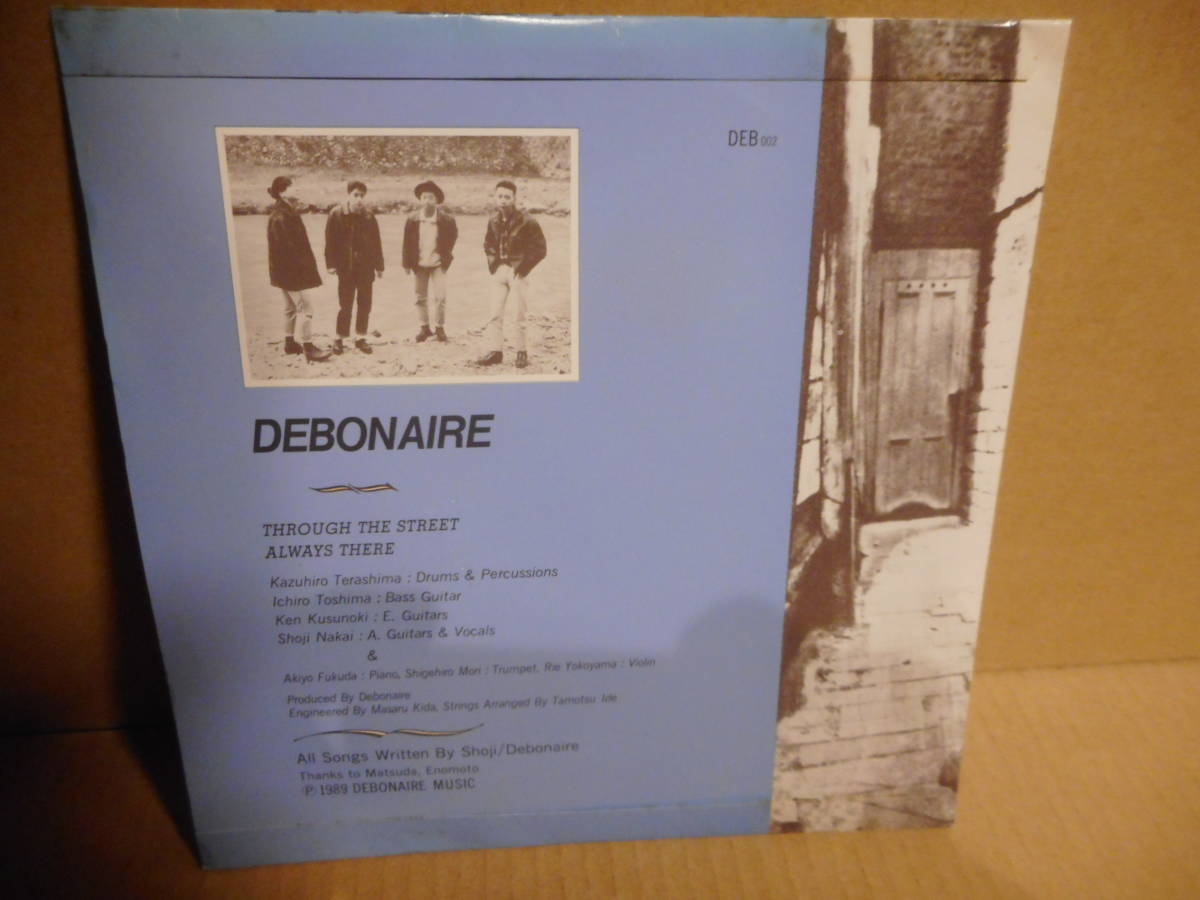 DEB 002
DEBONAIRE
THROUGH THE STREET
ALWAYS THERE
Kazuhiro Terashima : Drums & Percussions
Ichiro Toshima : Bass Guitar
Ken Kusunoki : E. Guitars
Shoji Nakai : A. Guitars & Vocals
&
Akiyo Fukuda : Piano, Shigehiro Mori : Trumpet, Rie Yokoyama : Violin
Produced By Debonaire
Engineered By Masaru Kida, Strings Arranged By Tamotsu Ide
All Songs Written By Shoji/Debonaire
Thanks to Matsuda, Enomoto
Ⓟ1989 DEBONAIRE MUSIC